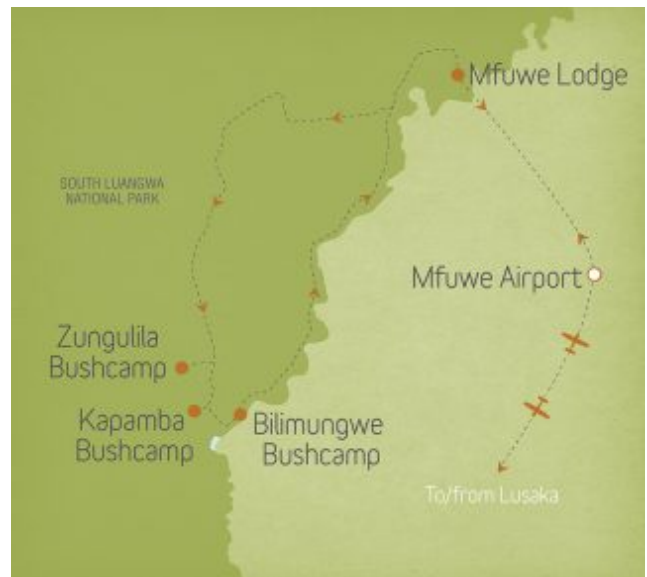 Mfuwe Lodge
SOUTH LUANGWA
NATIONAL PARK
Mfuwe Airport
Zungulila
Bushcamp
Kapamba
Bushcamp
Bilimungwe
Bushcamp
To/from Lusaka